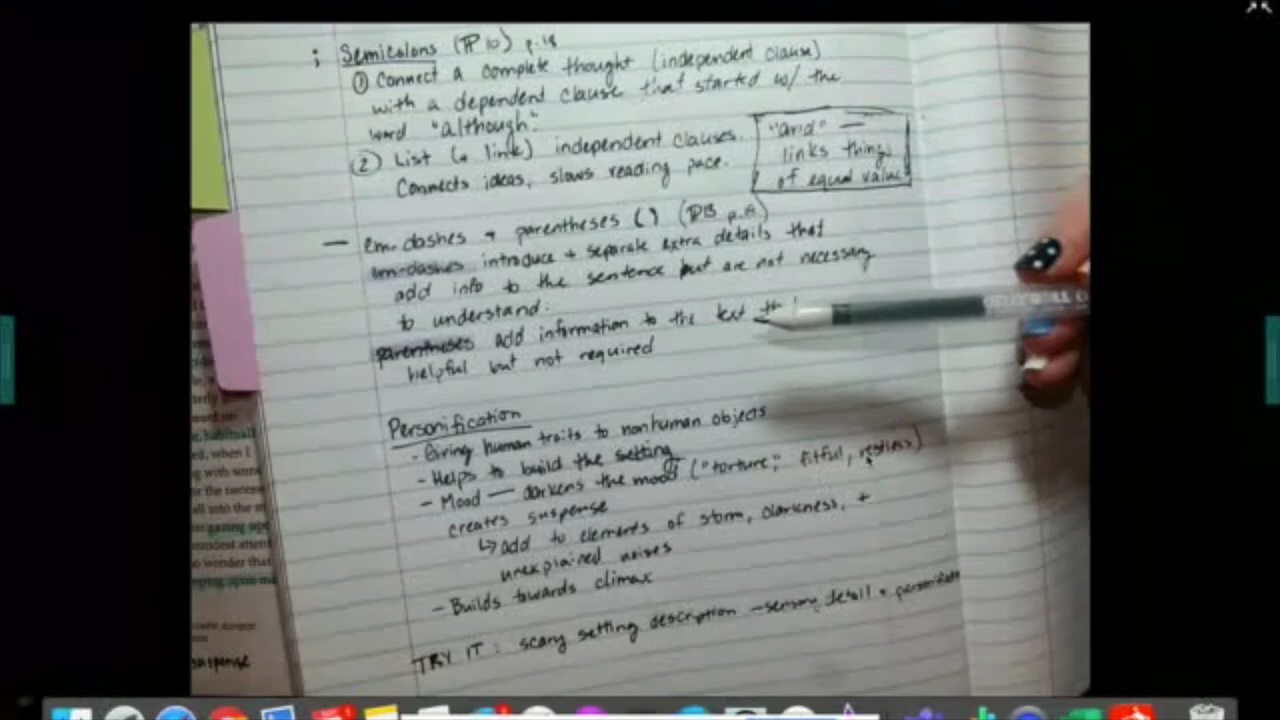 ; Semicolons (IP 10) p.18
① Connect a complete thought (independent clause)
with a dependent clause that started w/ the
word "although".
② List (+ link) independent clauses.
Connects ideas, slows reading pace.
"and" —
links things
of equal value
— em-dashes + parentheses ( ) (
em-dashes introduce + separate extra details that
add info to the sentence but are not necessary
to understand.
parentheses add information to the text
helpful but not required
Personification
- Giving human traits to nonhuman objects
- Helps to build the setting
- Mood — darkens the mood ("torture," fitful, restless)
creates suspense
↳ add to elements of storm, darkness, +
unexplained noises
- Builds towards climax
TRY IT: scary setting description - sensory detail +
suspense